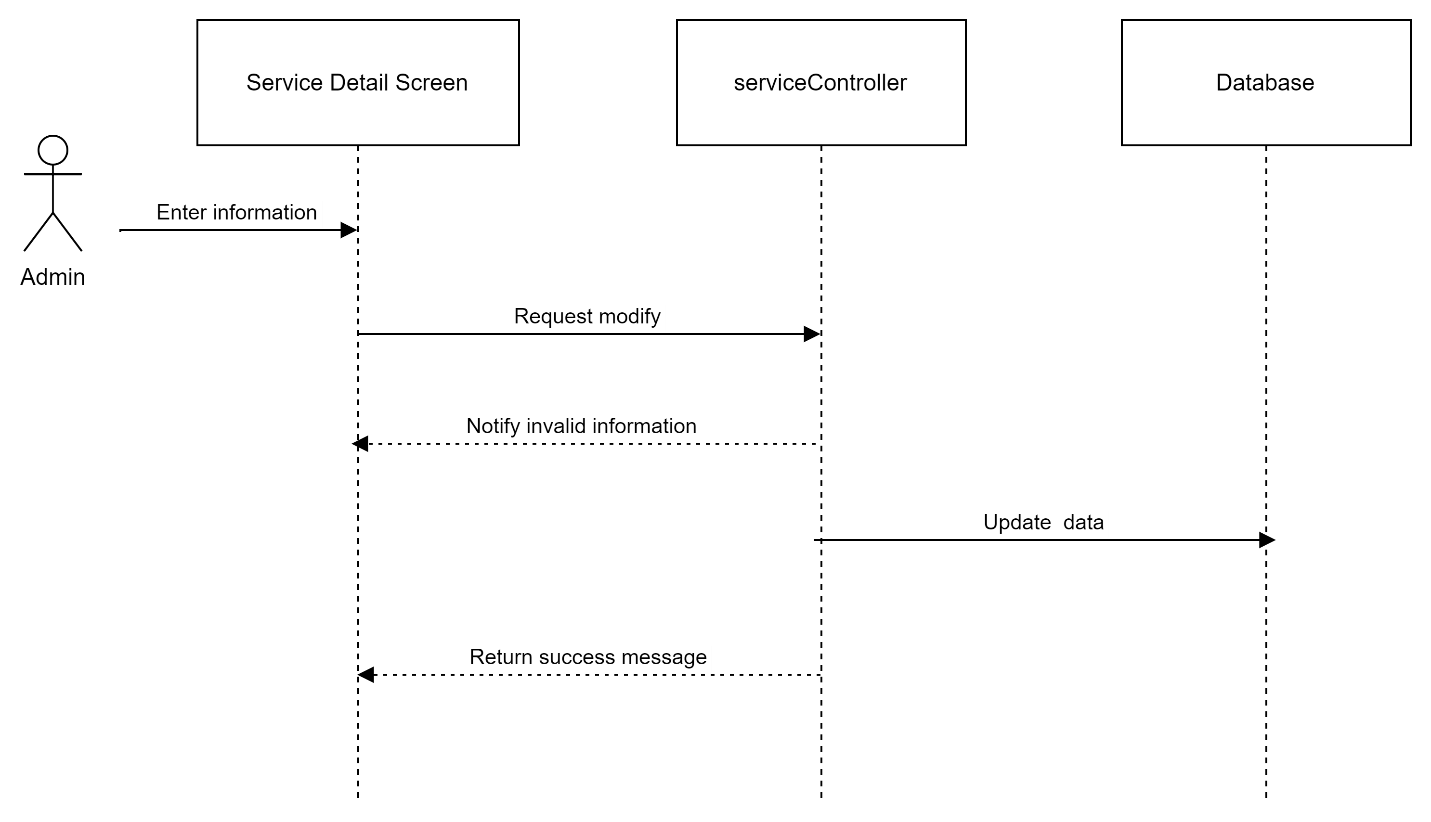 Service Detail Screen
serviceController
Database
Admin
Enter information
Request modify
Notify invalid information
Update  data
Return success message